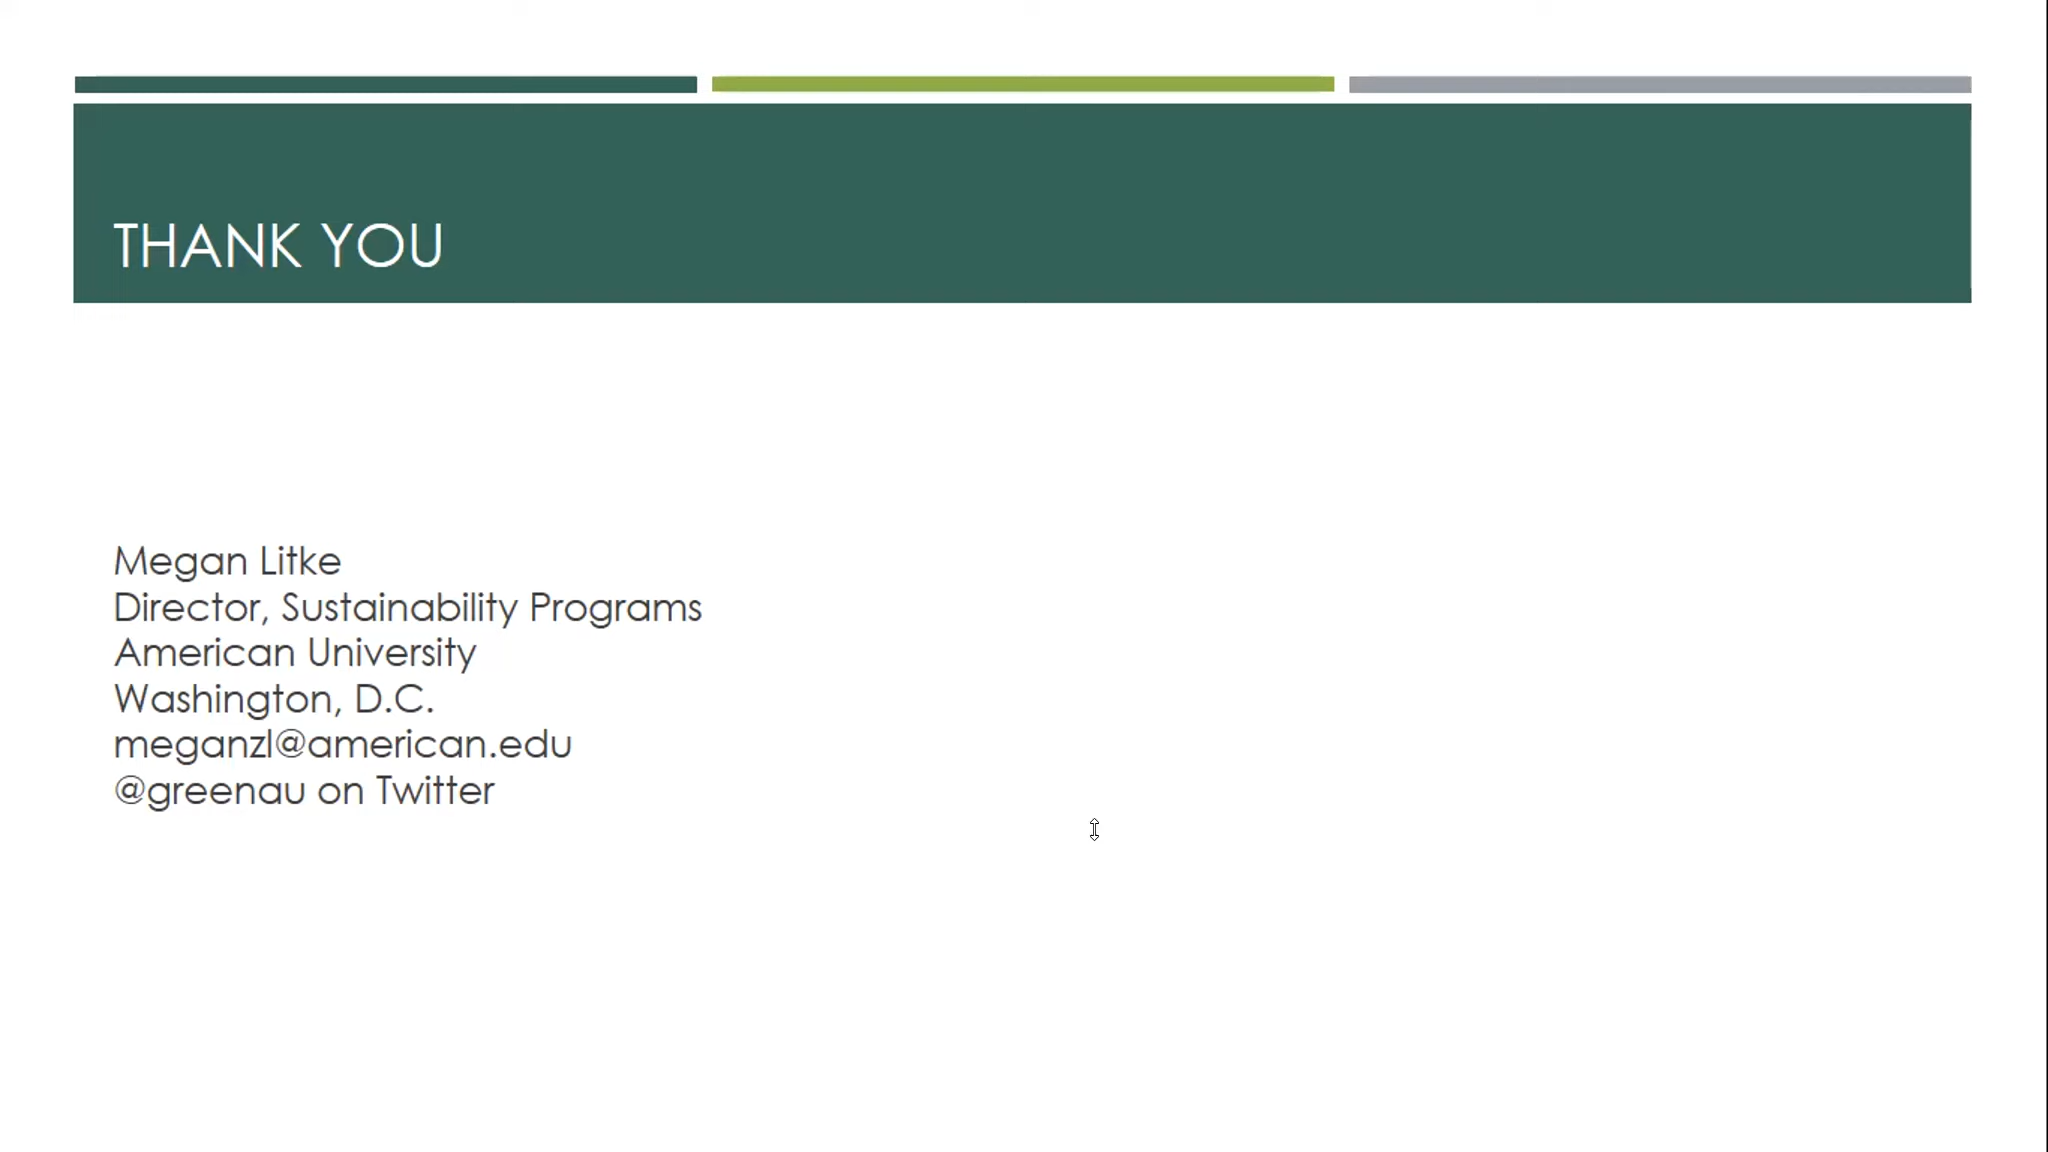 THANK YOU
Megan Litke
Director, Sustainability Programs
American University
Washington, D.C.
meganzl@american.edu
@greenau on Twitter